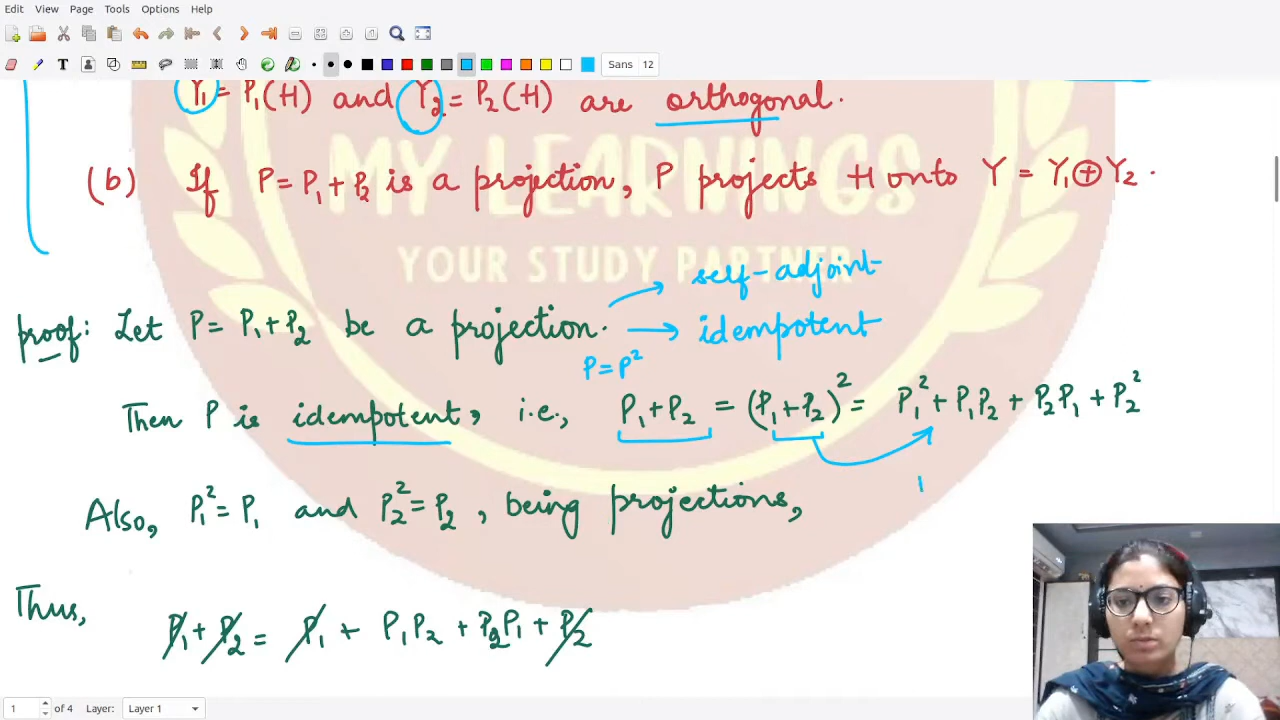 Edit View Page Tools Options Help
Sans 12
Y₁ = P₁(H) and Y₂ = P₂(H) are orthogonal.
(b) If P = P₁ + P₂ is a projection, P projects H onto Y = Y₁ ⊕ Y₂.
MY LEARNINGS
YOUR STUDY PARTNER
self-adjoint
proof: Let P = P₁ + P₂ be a projection. → idempotent
P = P²
Then P is idempotent, i.e., P₁ + P₂ = (P₁ + P₂)² = P₁² + P₁P₂ + P₂P₁ + P₂²
Also, P₁² = P₁ and P₂² = P₂, being projections,
Thus,
P₁ + P₂ = P₁ + P₁P₂ + P₂P₁ + P₂
1 of 4 Layer: Layer 1